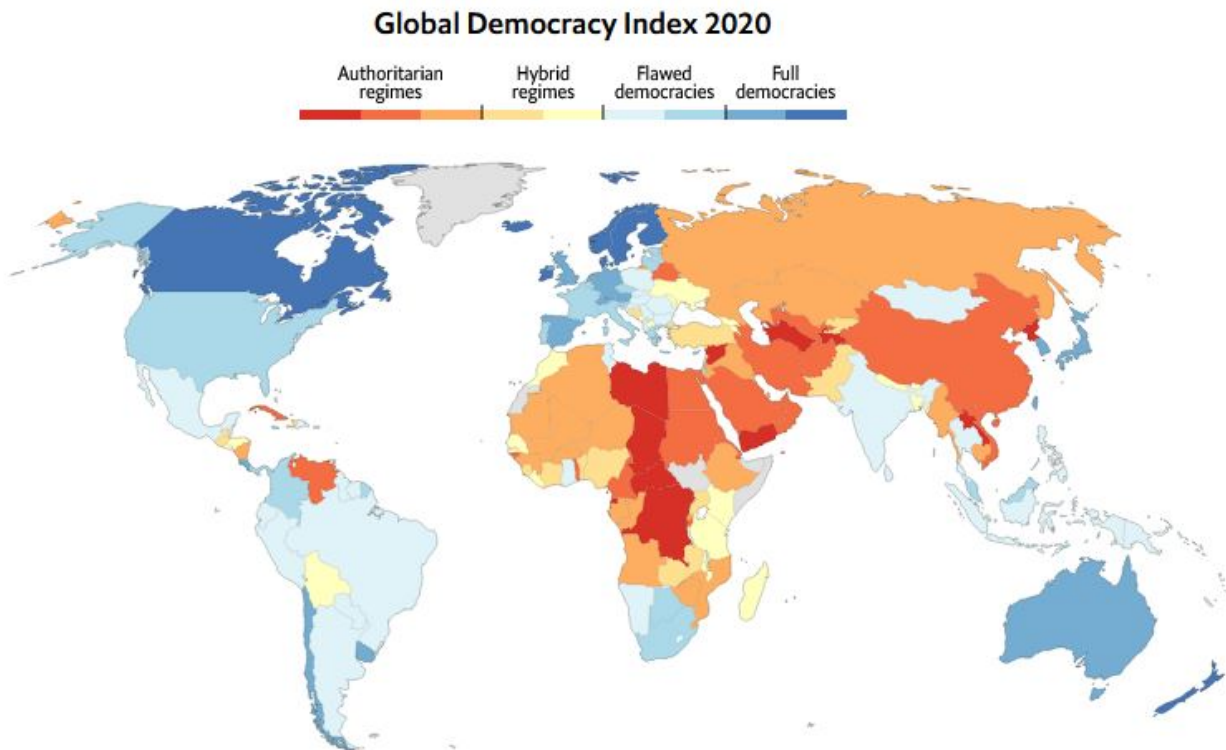 Global Democracy Index 2020
Authoritarian regimes
Hybrid regimes
Flawed democracies
Full democracies